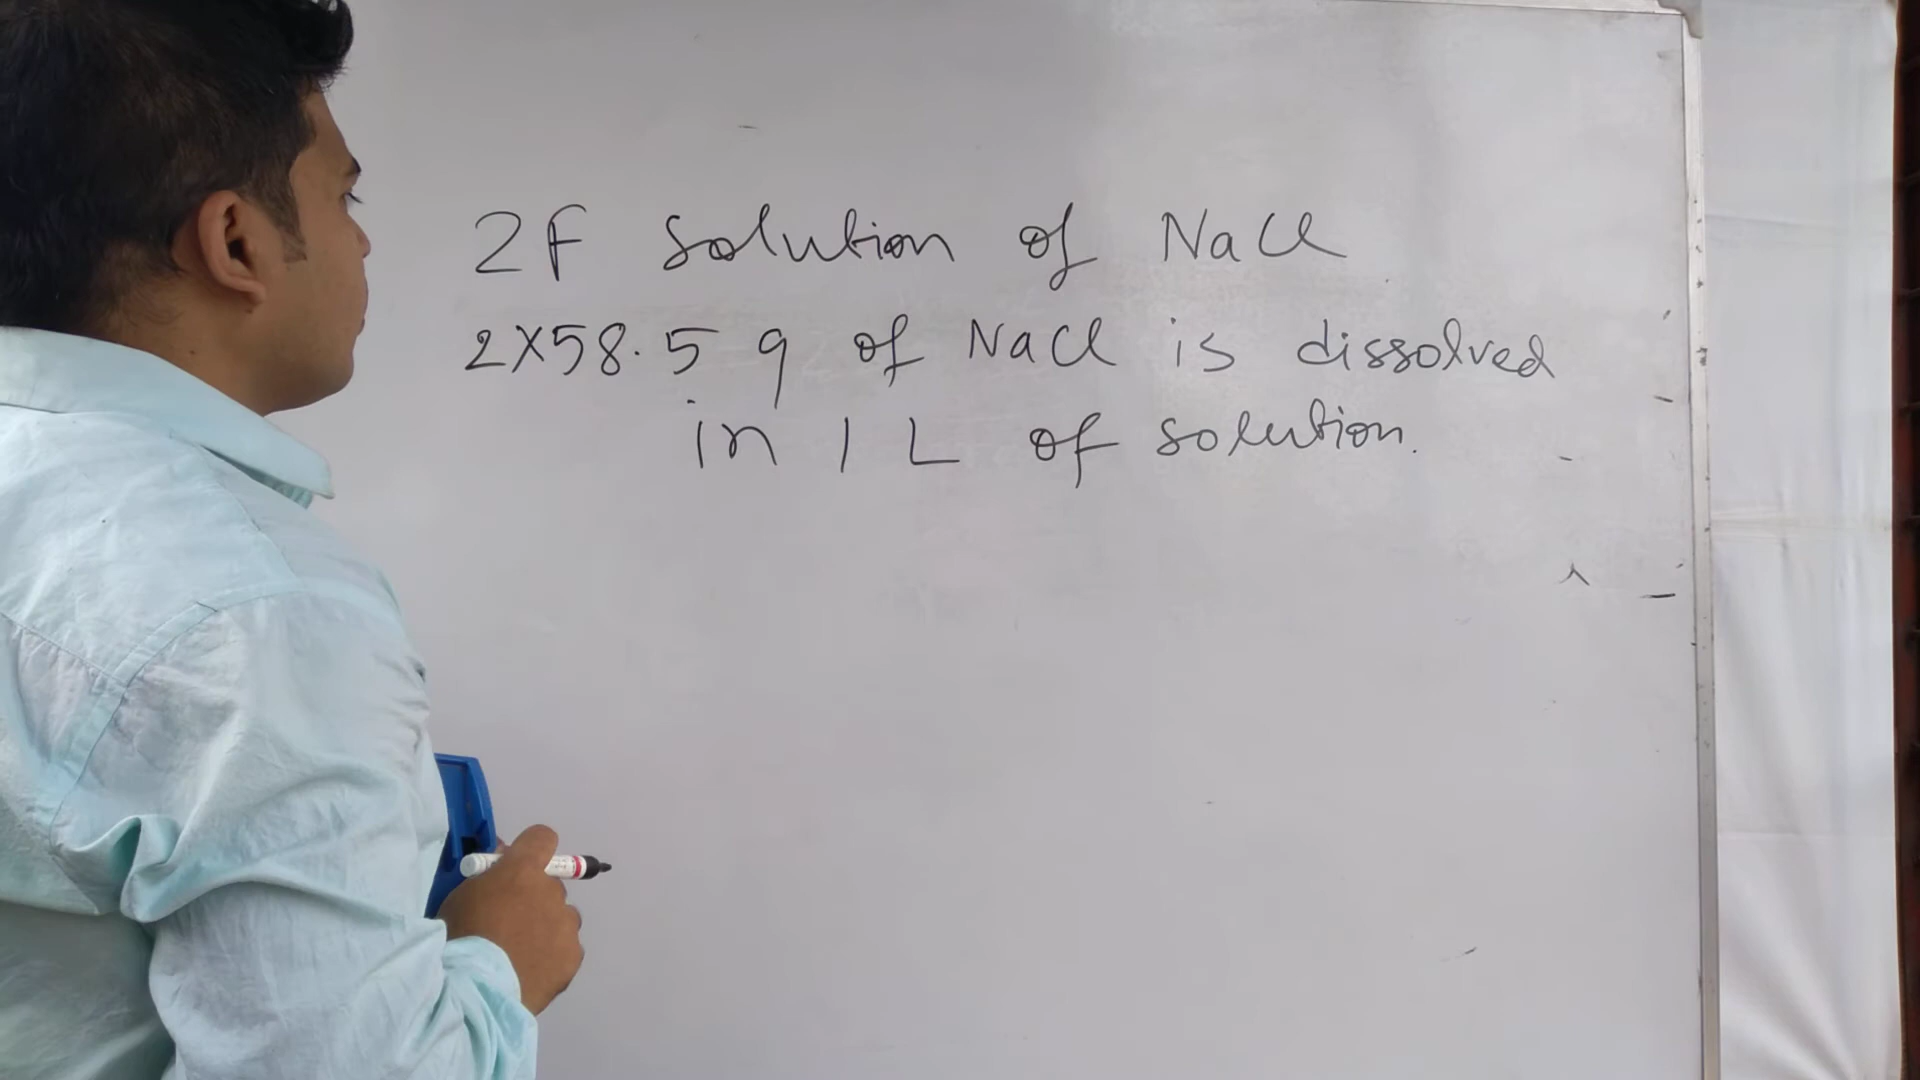 2F solution of NaCl
2X58.5 g of NaCl is dissolved
in 1 L of solution.